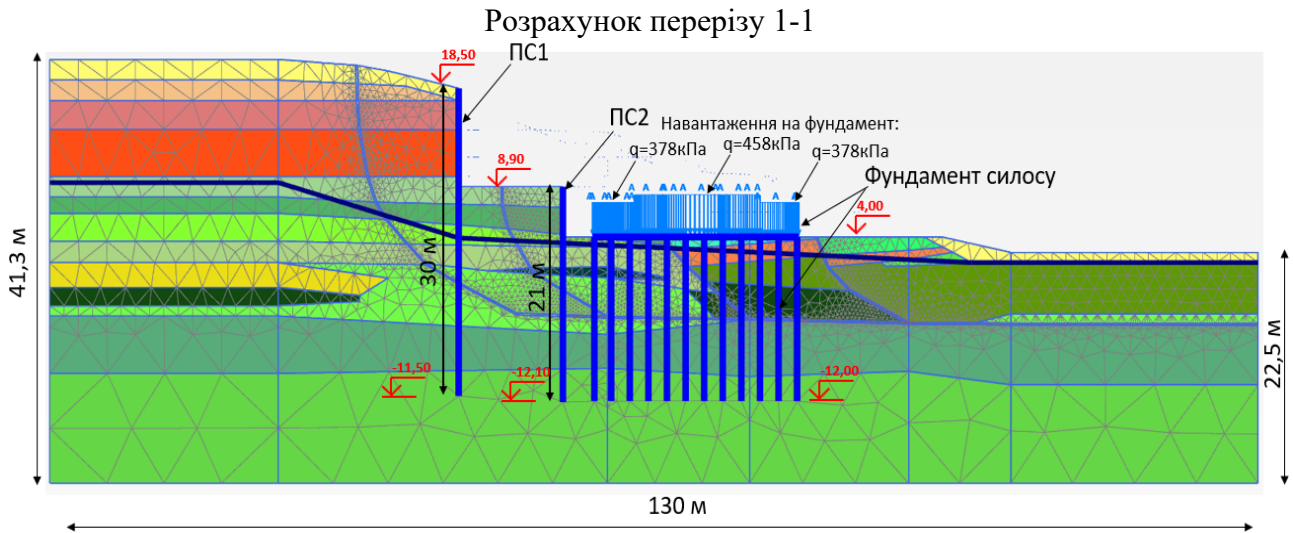 Розрахунок перерізу 1-1
18,50
ПС1
ПС2
Навантаження на фундамент:
q=378кПа
q=458кПа
q=378кПа
8,90
Фундамент силосу
4,00
41,3 м
30 м
21 м
22,5 м
-11,50
-12,10
-12,00
130 м